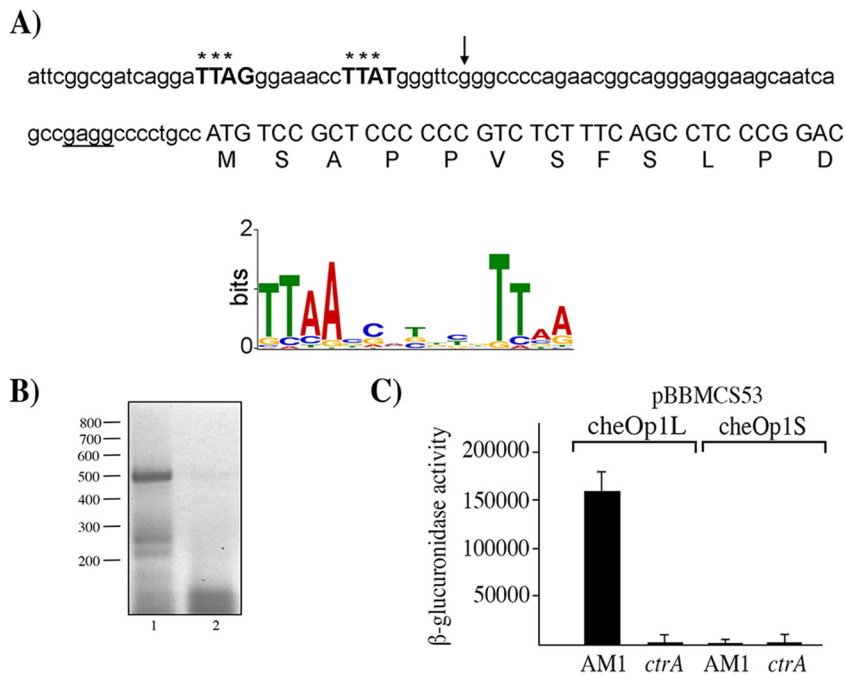 A)
*** ***
attcggcgatcaggaTTAGggaaaccTTATgggttcgggccccagaacggcagggaggaagcaatca
gccgaggcccctgcc ATG TCC GCT CCC CCC GTC TCT TTC AGC CTC CCG GAC
M S A P P V S F S L P D
2
bits
0
B)
800
700
600
500
400
300
200
1 2
C)
pBBMCS53
cheOp1L cheOp1S
β-glucuronidase activity
200000
150000
100000
50000
AM1 ctrA AM1 ctrA